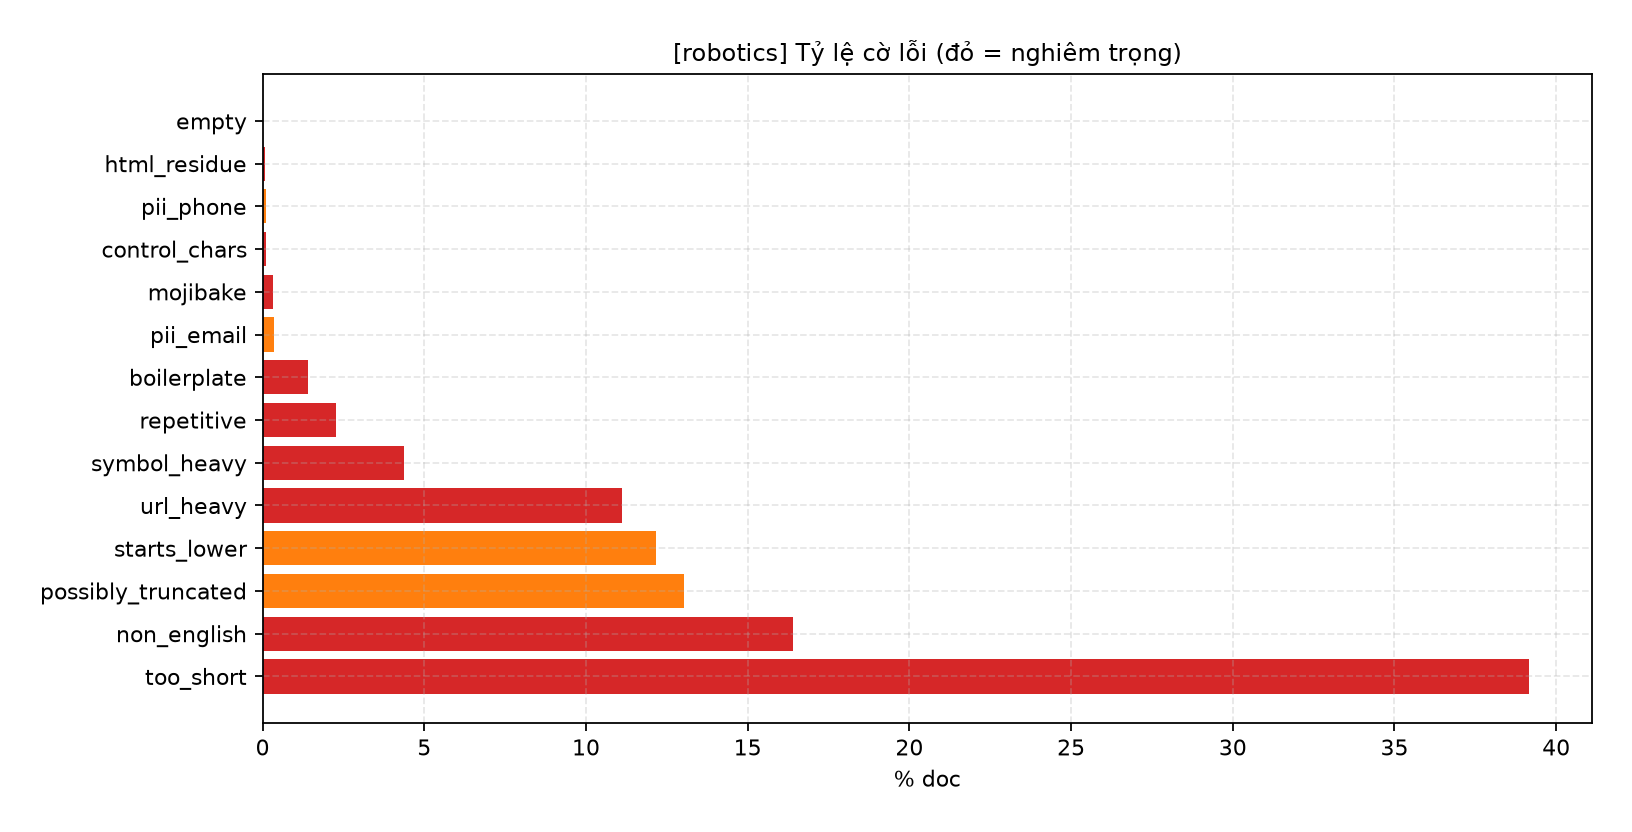 [robotics] Tỷ lệ cờ lỗi (đỏ = nghiêm trọng)
empty
html_residue
pii_phone
control_chars
mojibake
pii_email
boilerplate
repetitive
symbol_heavy
url_heavy
starts_lower
possibly_truncated
non_english
too_short
0 5 10 15 20 25 30 35 40
% doc